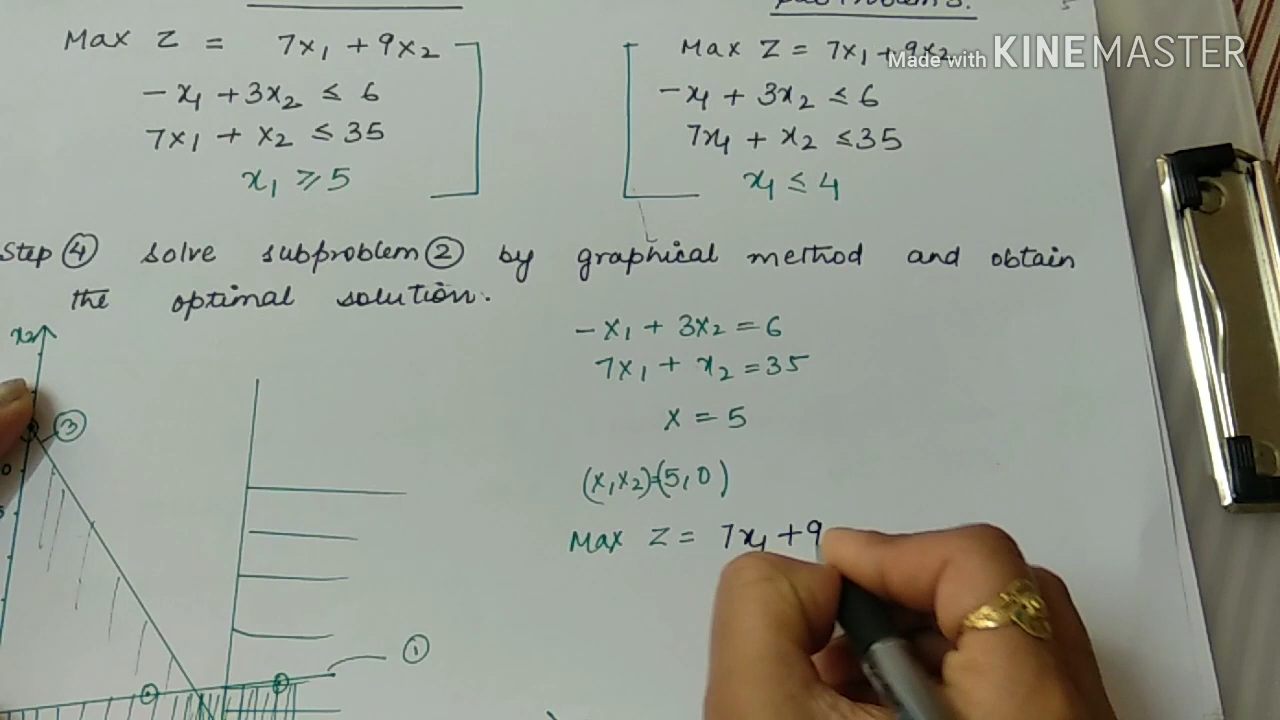 Max Z = 7x₁ + 9x₂
-x₁ + 3x₂ ≤ 6
7x₁ + x₂ ≤ 35
x₁ ≥ 5
Max Z = 7x₁ + 9x₂
-x₁ + 3x₂ ≤ 6
7x₁ + x₂ ≤ 35
x₁ ≤ 4
Made with KINEMASTER
Step ④ solve subproblem ② by graphical method and obtain
the optimal solution.
-x₁ + 3x₂ = 6
7x₁ + x₂ = 35
x = 5
(x₁x₂)=(5,0)
Max Z = 7x₁ + 9
x₂
③
①